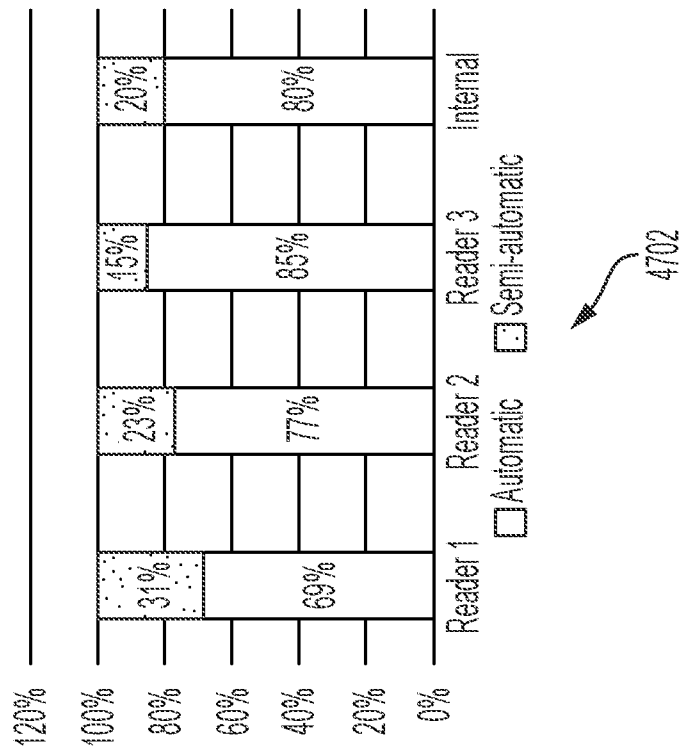 120%
100%
80%
60%
40%
20%
0%
31%
23%
15%
20%
69%
77%
85%
80%
Reader 1
Reader 2
Reader 3
Internal
Automatic
Semi-automatic
4702